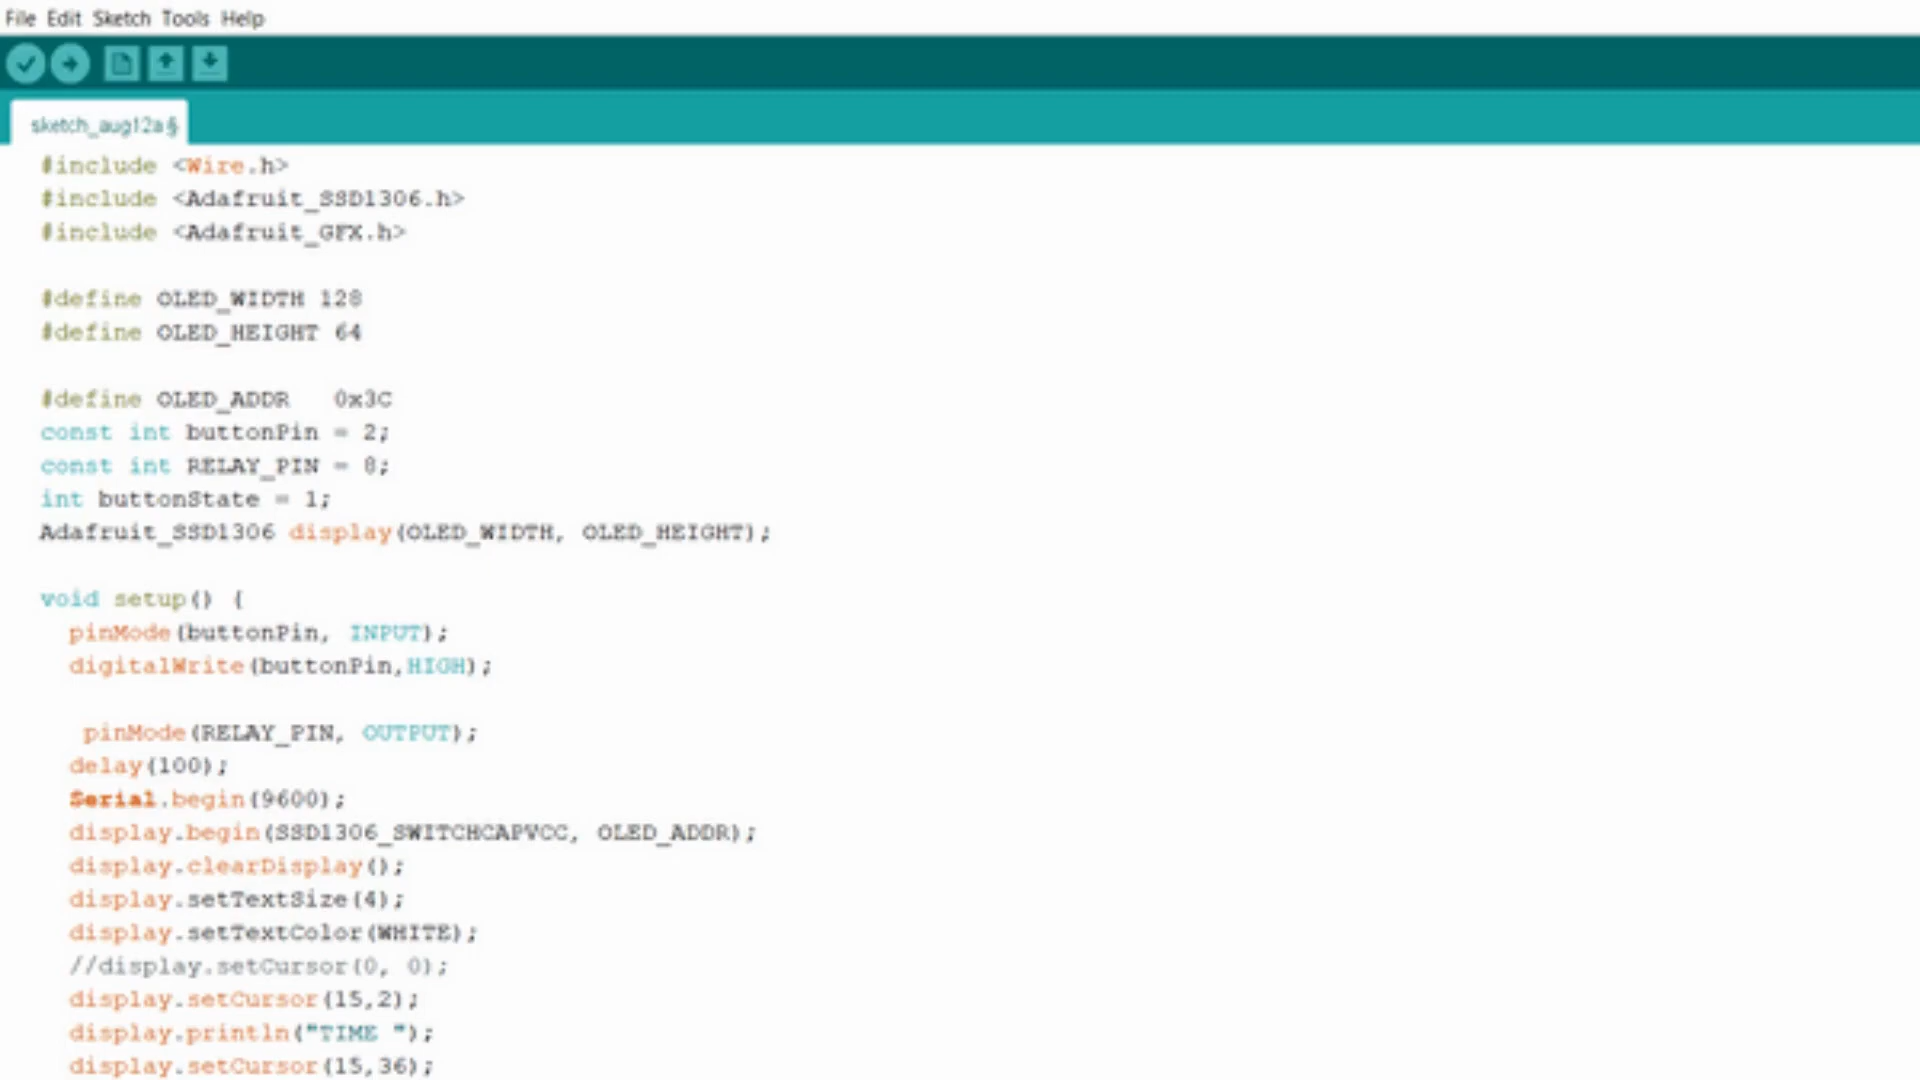 File Edit Sketch Tools Help
sketch_aug12a§
#include <Wire.h>
#include <Adafruit_SSD1306.h>
#include <Adafruit_GFX.h>
#define OLED_WIDTH 128
#define OLED_HEIGHT 64
#define OLED_ADDR   0x3C
const int buttonPin = 2;
const int RELAY_PIN = 8;
int buttonState = 1;
Adafruit_SSD1306 display(OLED_WIDTH, OLED_HEIGHT);
void setup() {
  pinMode(buttonPin, INPUT);
  digitalWrite(buttonPin,HIGH);
   pinMode(RELAY_PIN, OUTPUT);
  delay(100);
  Serial.begin(9600);
  display.begin(SSD1306_SWITCHCAPVCC, OLED_ADDR);
  display.clearDisplay();
  display.setTextSize(4);
  display.setTextColor(WHITE);
  //display.setCursor(0, 0);
  display.setCursor(15,2);
  display.println("TIME ");
  display.setCursor(15,36);